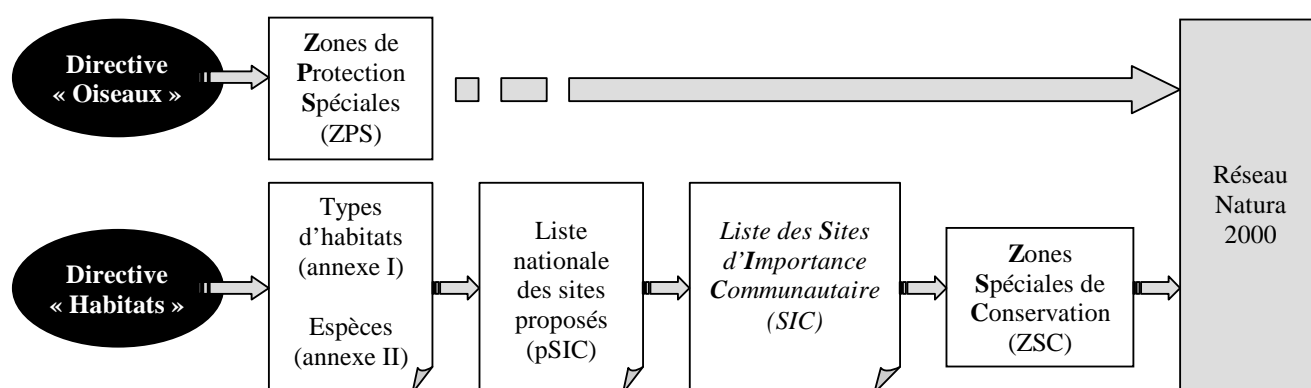 Directive
« Oiseaux »
Zones de
Protection
Spéciales
(ZPS)
Directive
« Habitats »
Types
d’habitats
(annexe I)
Espèces
(annexe II)
Liste
nationale
des sites
proposés
(pSIC)
Liste des Sites
d’Importance
Communautaire
(SIC)
Zones
Spéciales de
Conservation
(ZSC)
Réseau
Natura
2000